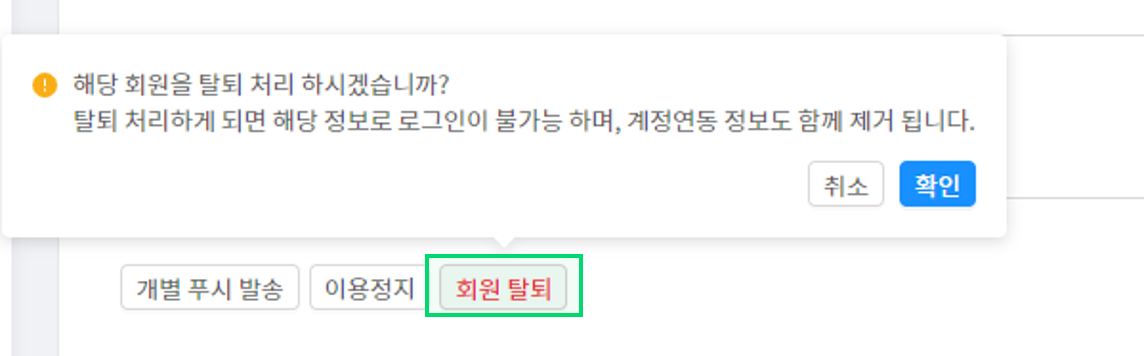 해당 회원을 탈퇴 처리 하시겠습니까?
탈퇴 처리하게 되면 해당 정보로 로그인이 불가능 하며, 계정연동 정보도 함께 제거 됩니다.
취소 확인
개별 푸시 발송 이용정지 회원 탈퇴